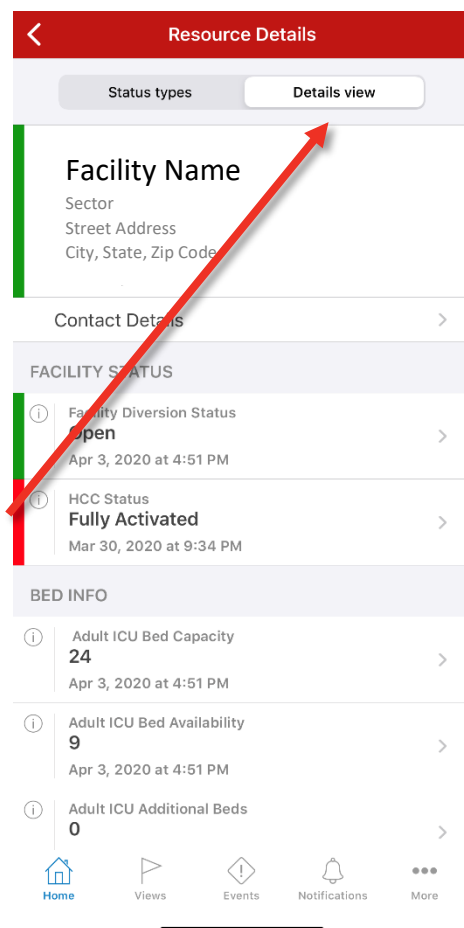 Resource Details
Status types
Details view
Facility Name
Sector
Street Address
City, State, Zip Code
Contact Details
FACILITY STATUS
Facility Diversion Status
Open
Apr 3, 2020 at 4:51 PM
HCC Status
Fully Activated
Mar 30, 2020 at 9:34 PM
BED INFO
Adult ICU Bed Capacity
24
Apr 3, 2020 at 4:51 PM
Adult ICU Bed Availability
9
Apr 3, 2020 at 4:51 PM
Adult ICU Additional Beds
0
Home
Views
Events
Notifications
More